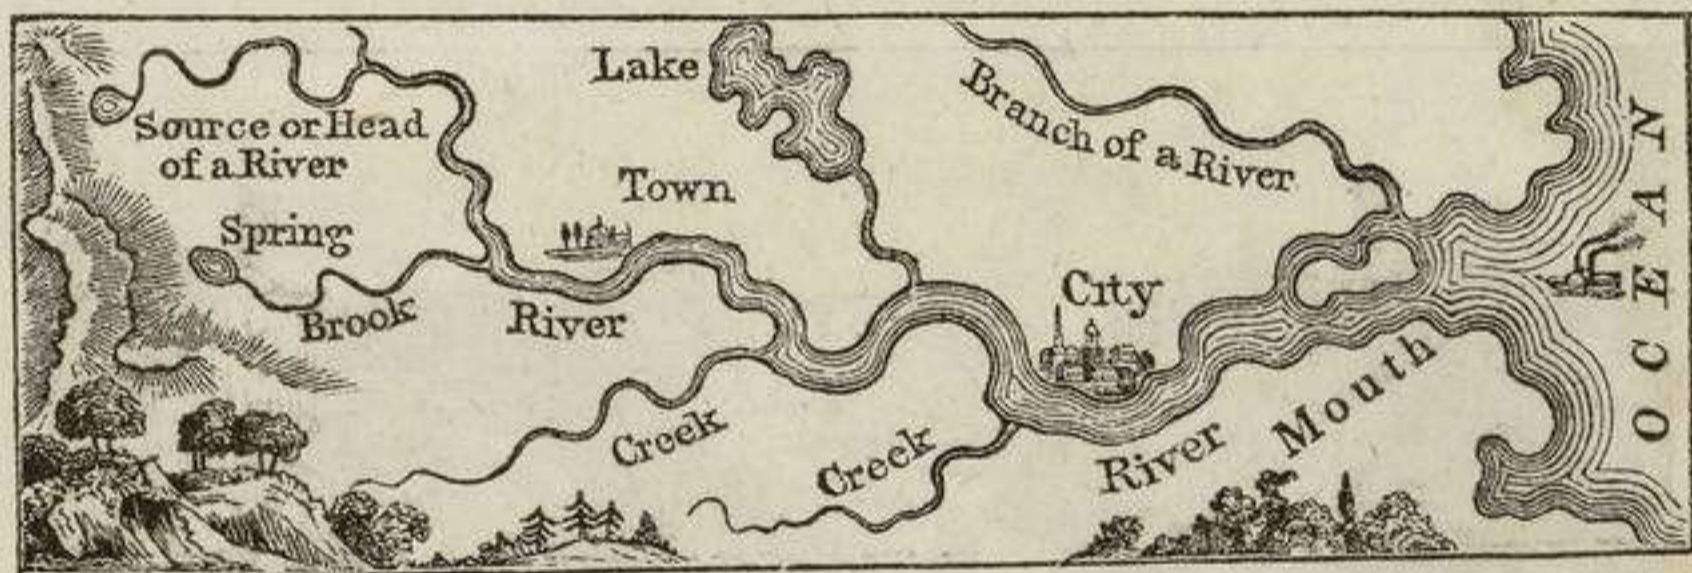 Lake
Branch of a River
Source or Head
of a River
Town
Spring
City
Brook
River
Creek
Creek
River Mouth
OCEAN